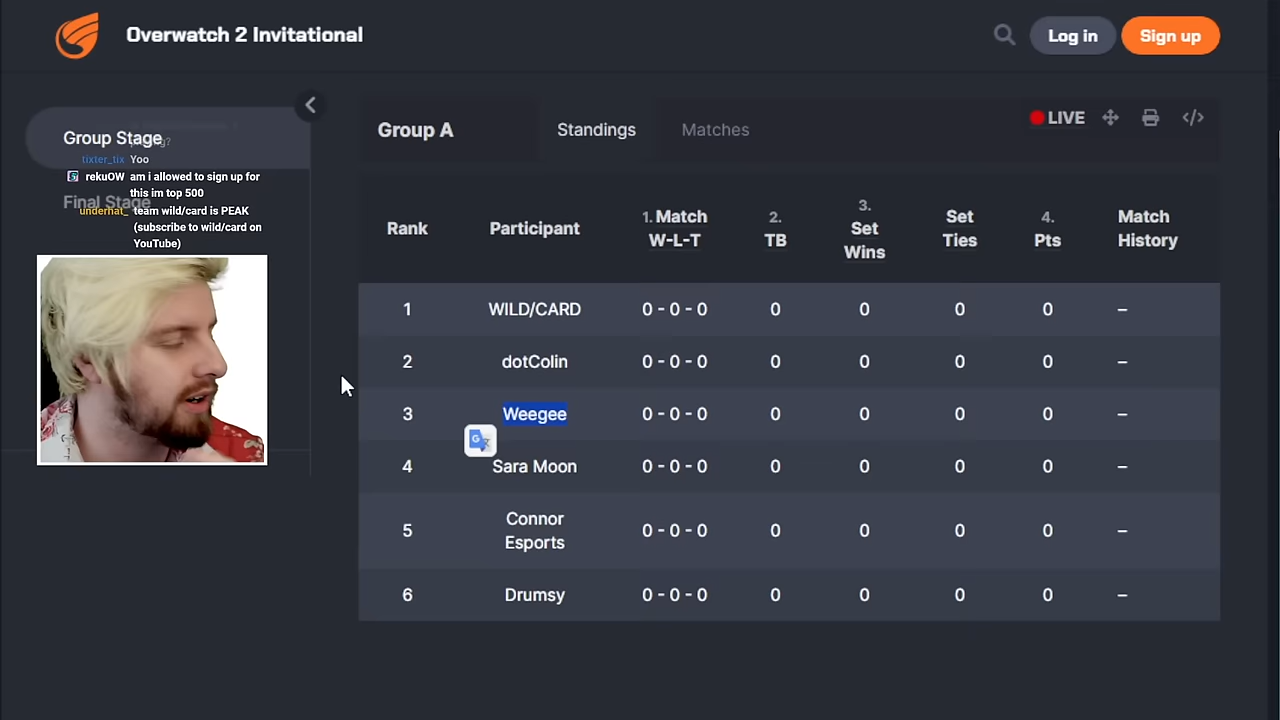 Overwatch 2 Invitational
Log in
Sign up
Group Stage
tixter_tix Yoo
rekuOW am i allowed to sign up for
this im top 500
Final Stage
underhat_ team wild/card is PEAK
(subscribe to wild/card on
YouTube)
Group A
Standings
Matches
LIVE
Rank Participant 1. Match W-L-T 2. TB 3. Set Wins Set Ties 4. Pts Match History
1 WILD/CARD 0 - 0 - 0 0 0 0 0 –
2 dotColin 0 - 0 - 0 0 0 0 0 –
3 Weegee 0 - 0 - 0 0 0 0 0 –
4 Sara Moon 0 - 0 - 0 0 0 0 0 –
5 Connor Esports 0 - 0 - 0 0 0 0 0 –
6 Drumsy 0 - 0 - 0 0 0 0 0 –